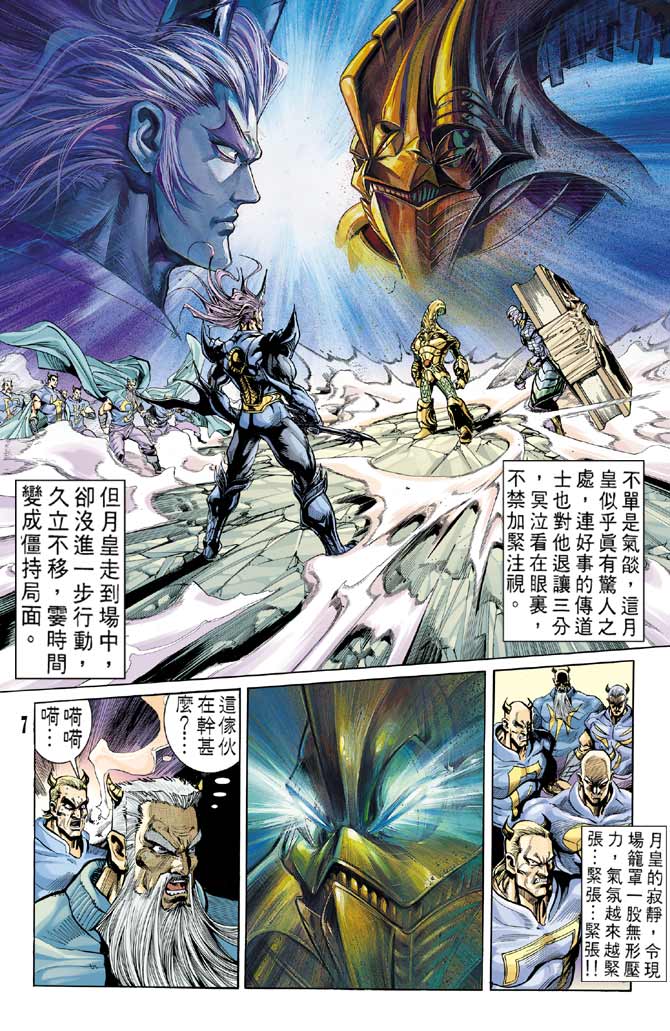 不單是氣燄，這月
皇似乎眞有驚人之
處，連好事的傳道
士也對他退讓三分
，冥泣看在眼裏，
不禁加緊注視。
但月皇走到場中，
卻沒進一步行動，
久立不移，霎時間
變成僵持局面。
月皇的寂靜，令現
場籠罩一股無形壓
力，氣氛越來越緊
張…緊張…緊張!!
這傢伙
在幹甚
麼?…
嗬嗬
嗬…
7